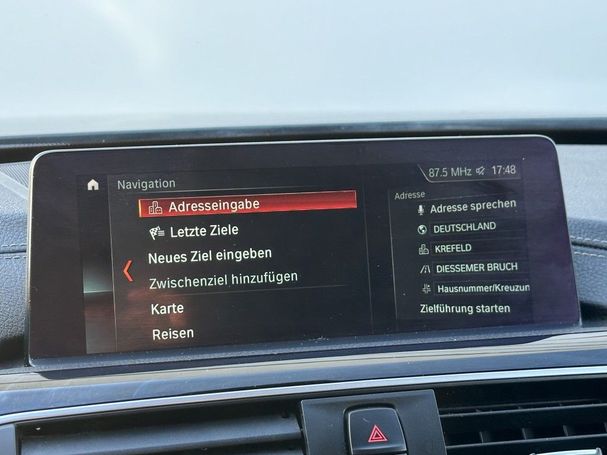 87.5 MHz 17:48
Navigation
Adresseingabe
Letzte Ziele
Neues Ziel eingeben
Zwischenziel hinzufügen
Karte
Reisen
Adresse
Adresse sprechen
DEUTSCHLAND
KREFELD
DIESSEMER BRUCH
Hausnummer/Kreuzun
Zielführung starten